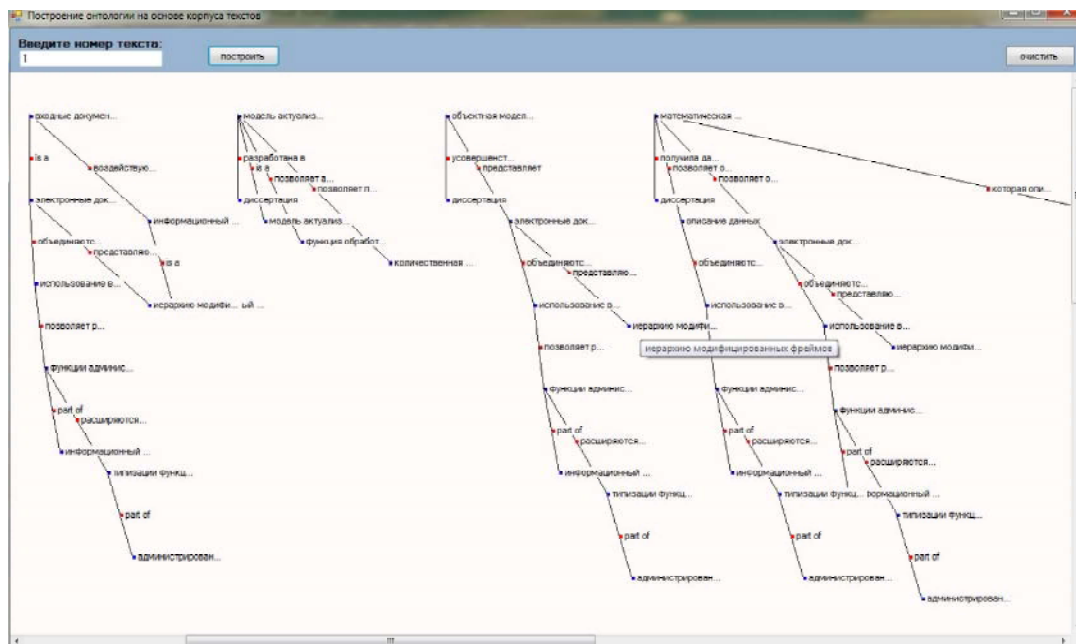 Построение онтологии на основе корпуса текстов
Введите номер текста:
1
построить
очистить
входные докумен...
модель актуализ...
объектная модел...
математическая ...
is a
воздействую...
разработана в
is a
позволяет а...
позволяет п...
усовершенст...
представляет
получила да...
позволяет о...
позволяет о...
которая опи...
электронные док...
диссертация
диссертация
диссертация
информационный ...
модель актуализ...
электронные док...
описание данных
объединяютс...
представляю...
функция обработ...
электронные док...
is a
количественная ...
объединяютс...
представляю...
объединяютс...
использование в...
объединяютс...
представляю...
иерархию модифи...
ый ...
использование в...
использование в...
позволяет р...
иерархию модифи...
использование в...
позволяет р...
иерархию модифицированных фреймов
иерархию модифи...
функции админис...
позволяет р...
функции админис...
функции админис...
part of
расширяются...
функции админис...
part of
расширяются...
part of
расширяются...
информационный ...
part of
расширяются...
типизации функц...
информационный ...
информационный ...
типизации функц...
типизации функц...
формационный ...
part of
типизации функц...
part of
part of
администрирован...
part of
администрирован...
администрирован...
администрирован...